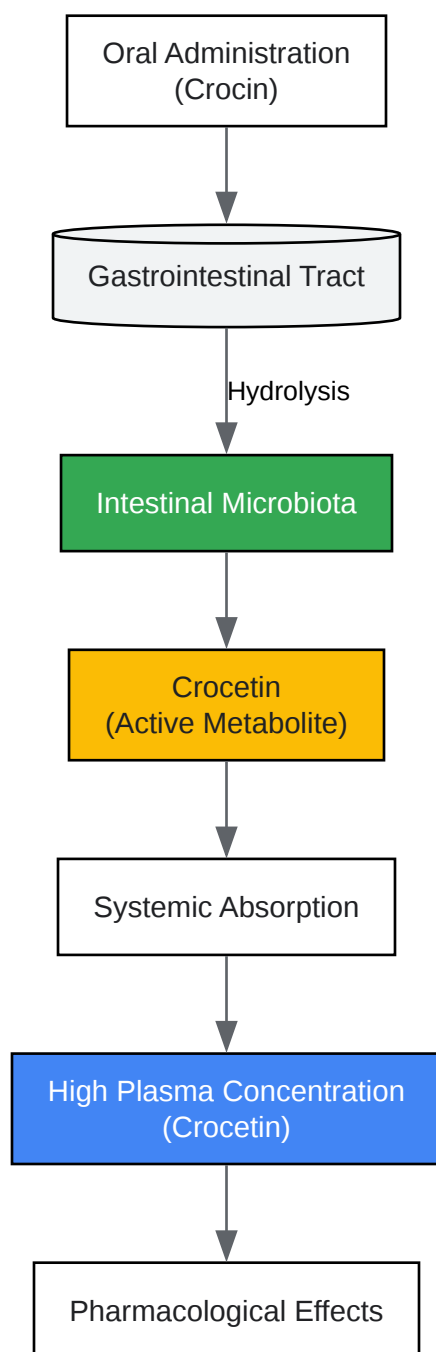 Oral Administration
(Crocin)
Gastrointestinal Tract
Hydrolysis
Intestinal Microbiota
Crocetin
(Active Metabolite)
Systemic Absorption
High Plasma Concentration
(Crocetin)
Pharmacological Effects